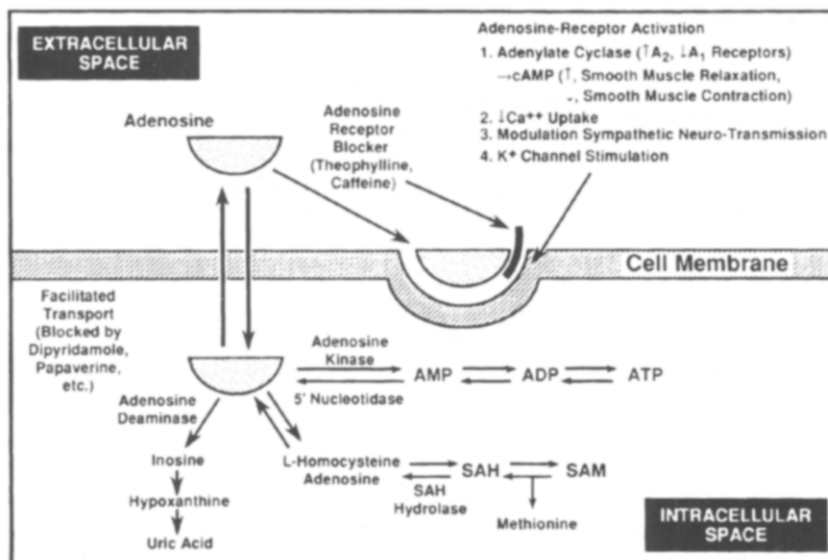 EXTRACELLULAR
SPACE
Adenosine-Receptor Activation
1. Adenylate Cyclase (↑A₂, ↓A₁ Receptors)
→cAMP (↑, Smooth Muscle Relaxation,
, Smooth Muscle Contraction)
2. ↓Ca⁺⁺ Uptake
3. Modulation Sympathetic Neuro-Transmission
4. K⁺ Channel Stimulation
Adenosine
Adenosine
Receptor
Blocker
(Theophylline,
Caffeine)
Cell Membrane
Facilitated
Transport
(Blocked by
Dipyridamole,
Papaverine,
etc.)
Adenosine
Kinase
AMP
ADP
ATP
5' Nucleotidase
Adenosine
Deaminase
Inosine
Hypoxanthine
Uric Acid
L-Homocysteine
Adenosine
SAH
SAM
SAH
Hydrolase
Methionine
INTRACELLULAR
SPACE